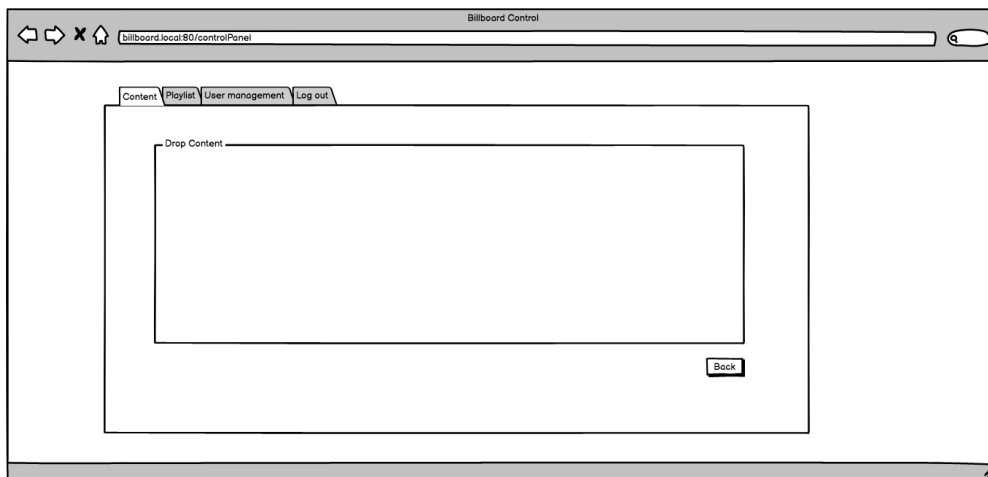 Billboard Control
billboard.local:80/controlPanel
Content Playlist User management Log out
Drop Content
Back